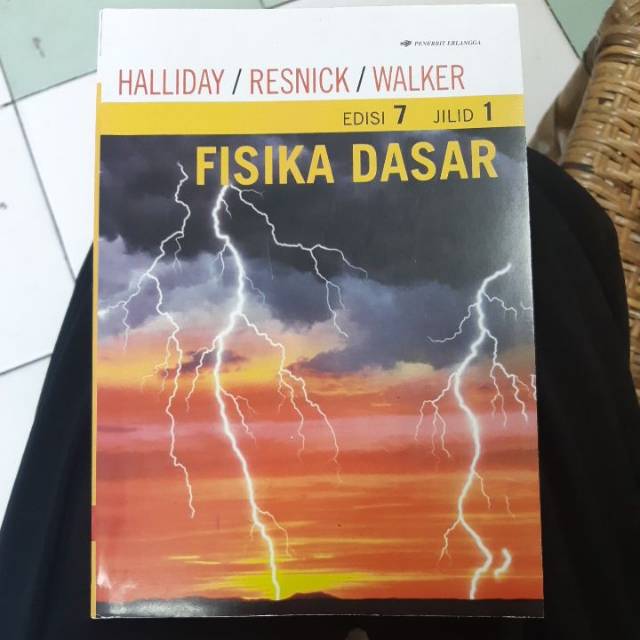 PENERBIT ERLANGGA
HALLIDAY / RESNICK / WALKER
EDISI 7 JILID 1
FISIKA DASAR